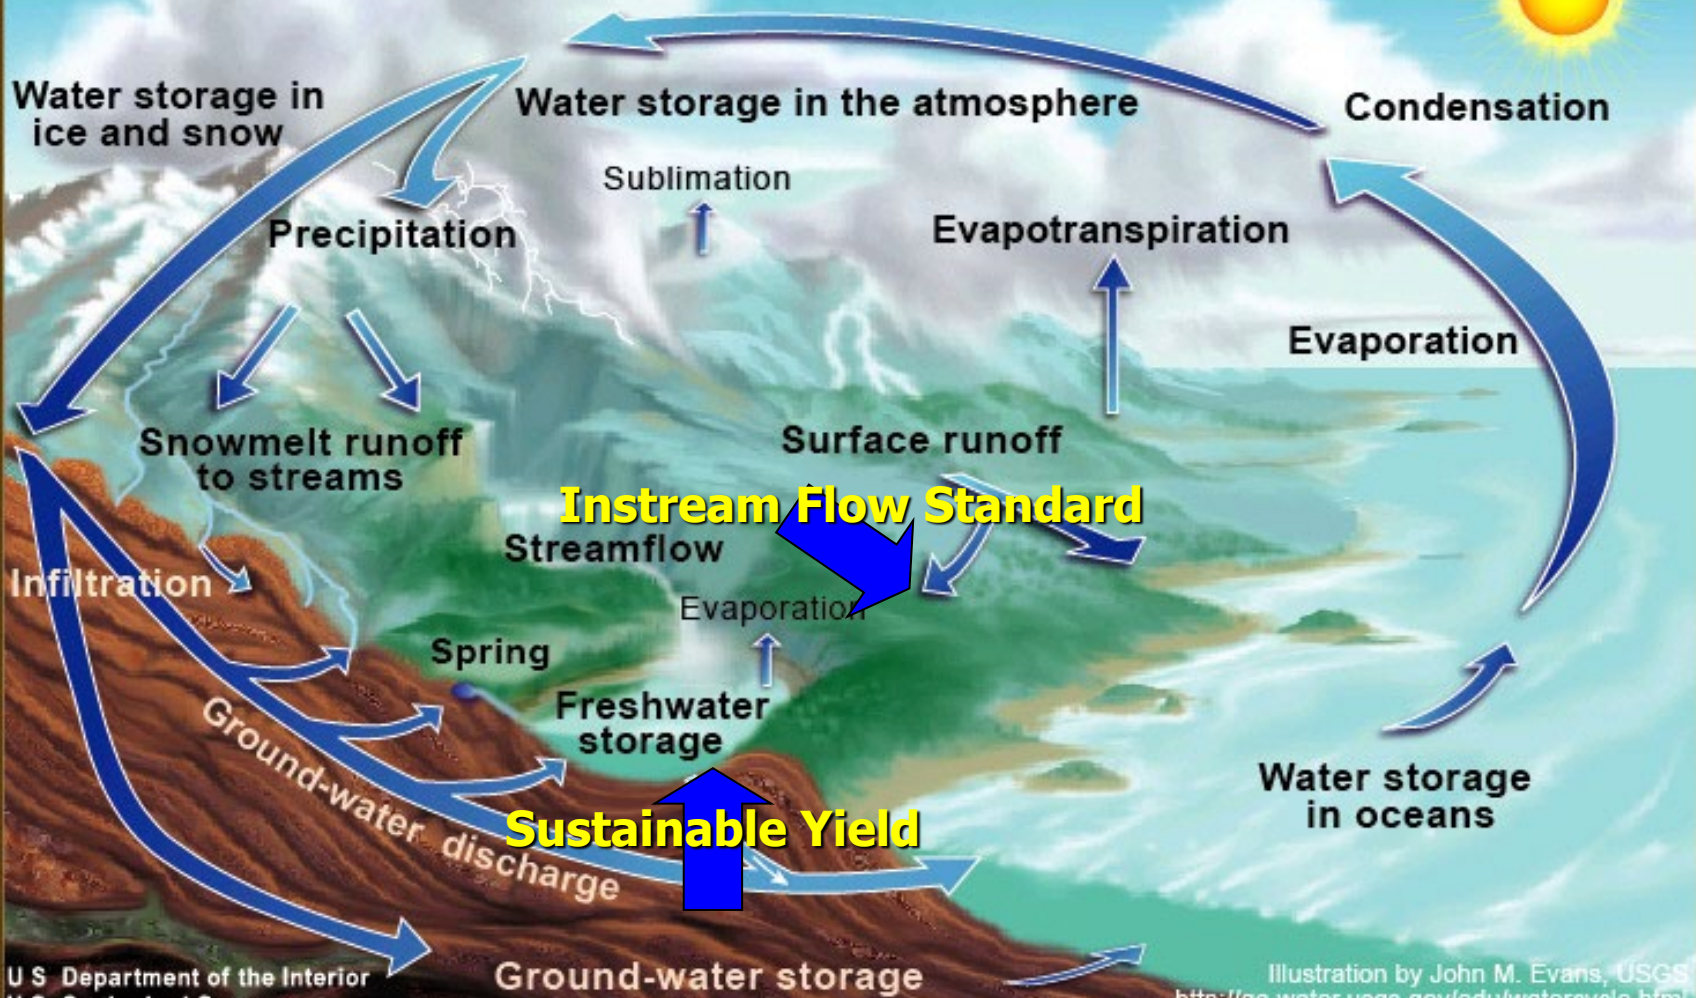 Water storage in
ice and snow
Water storage in the atmosphere
Condensation
Sublimation
Precipitation
Evapotranspiration
Evaporation
Snowmelt runoff
to streams
Surface runoff
Instream Flow Standard
Streamflow
Infiltration
Evaporation
Spring
Freshwater
storage
Ground-water discharge
Sustainable Yield
Water storage
in oceans
U S Department of the Interior
Ground-water storage
Illustration by John M. Evans, USGS